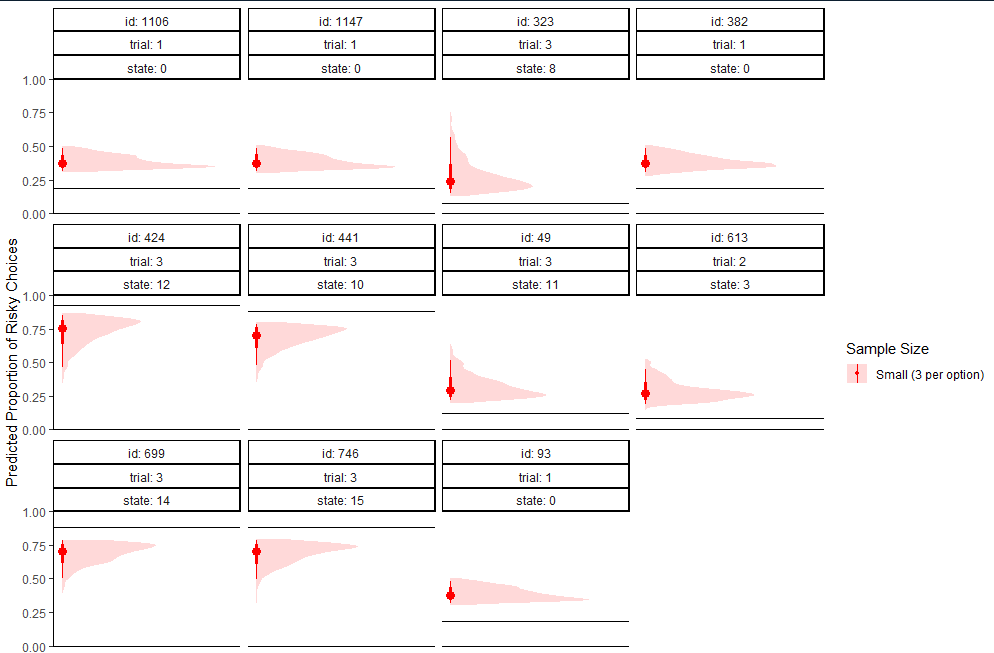 id: 1106
trial: 1
state: 0
id: 1147
trial: 1
state: 0
id: 323
trial: 3
state: 8
id: 382
trial: 1
state: 0
1.00
0.75
0.50
0.25
0.00
id: 424
trial: 3
state: 12
id: 441
trial: 3
state: 10
id: 49
trial: 3
state: 11
id: 613
trial: 2
state: 3
1.00
0.75
0.50
0.25
0.00
id: 699
trial: 3
state: 14
id: 746
trial: 3
state: 15
id: 93
trial: 1
state: 0
1.00
0.75
0.50
0.25
0.00
Predicted Proportion of Risky Choices
Sample Size
Small (3 per option)